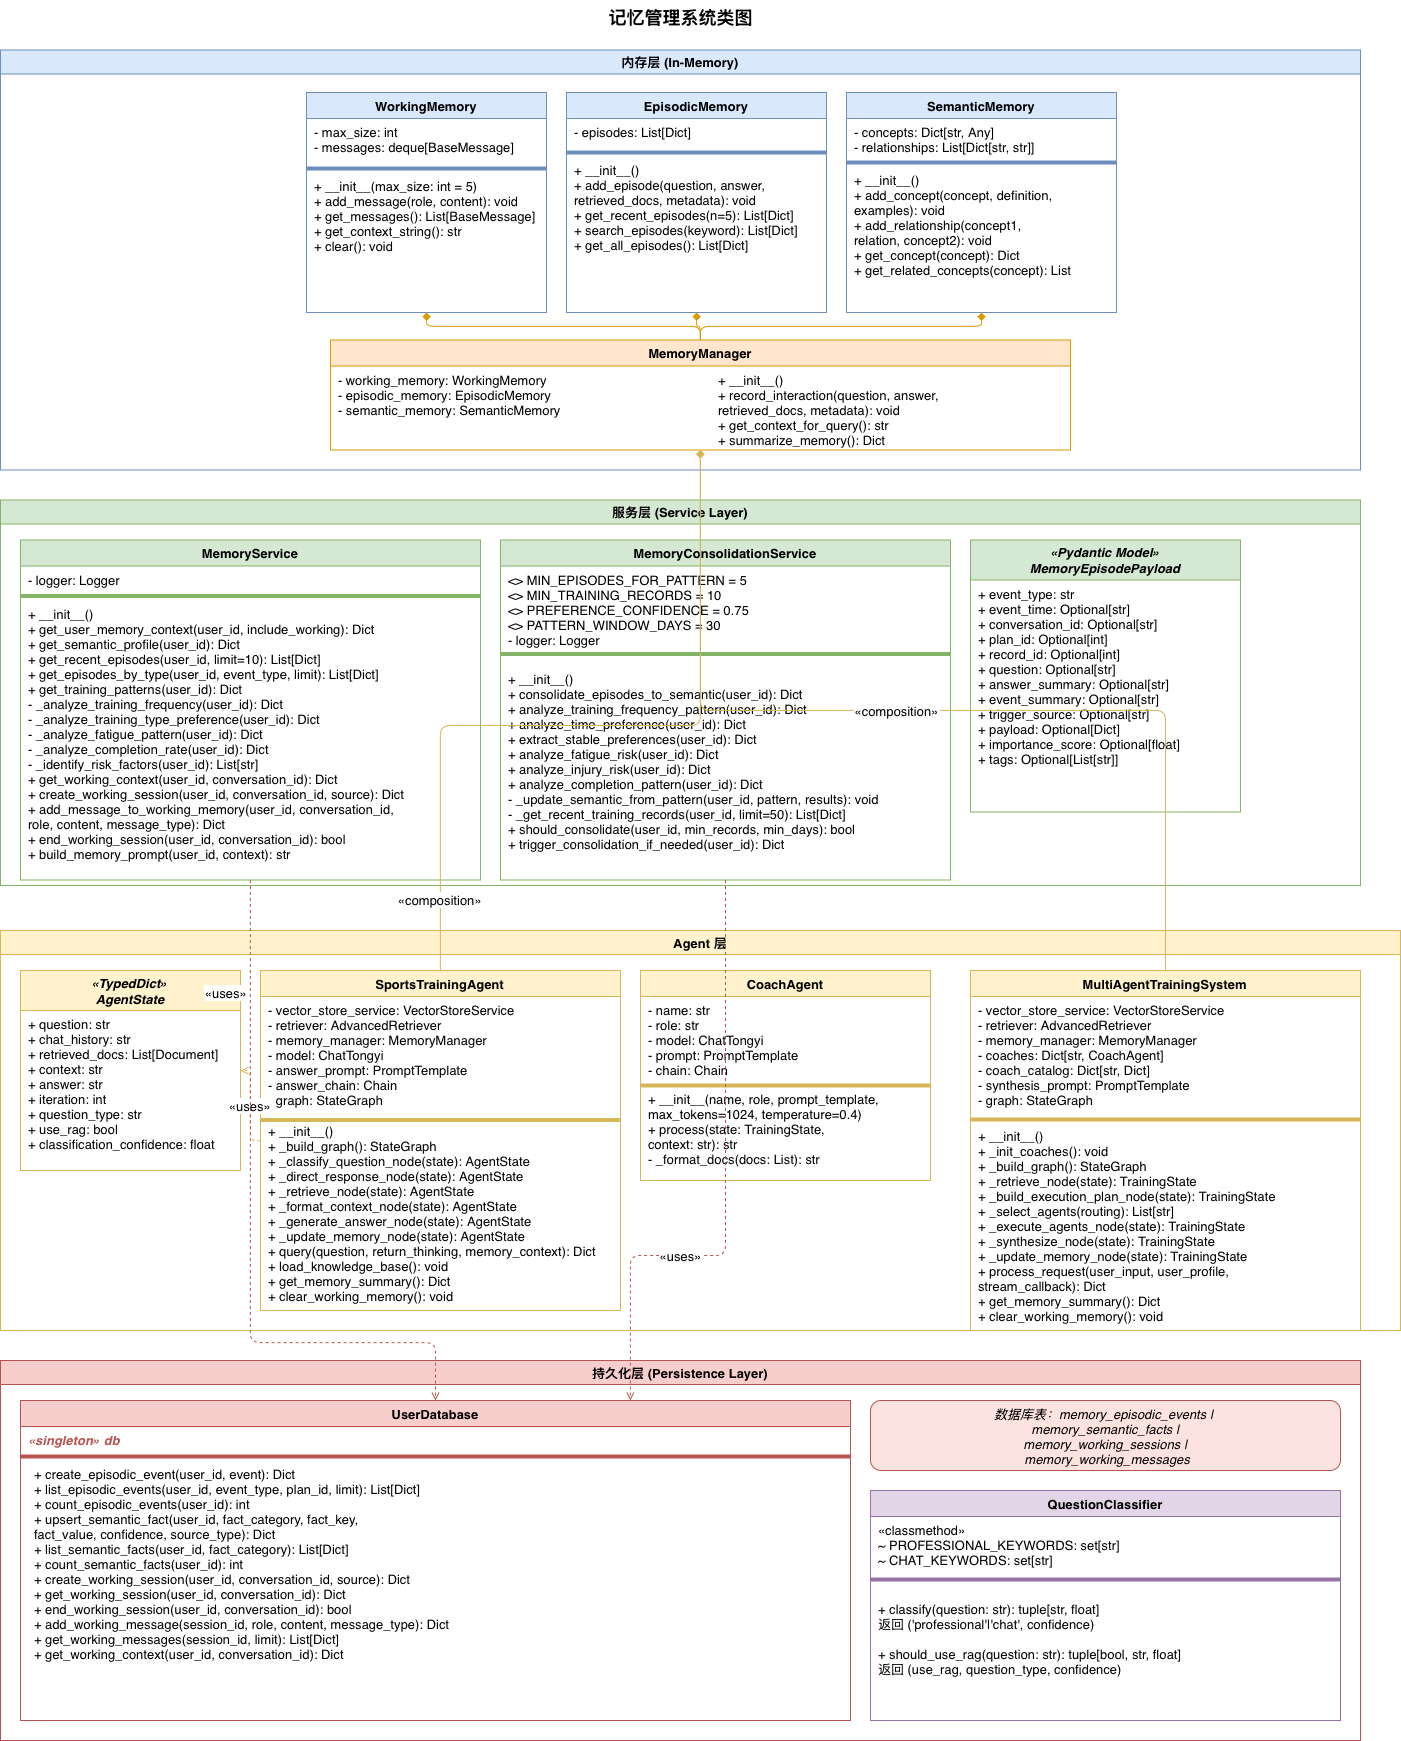 记忆管理系统类图
内存层 (In-Memory)
WorkingMemory
- max_size: int
- messages: deque[BaseMessage]
+ __init__(max_size: int = 5)
+ add_message(role, content): void
+ get_messages(): List[BaseMessage]
+ get_context_string(): str
+ clear(): void
EpisodicMemory
- episodes: List[Dict]
+ __init__()
+ add_episode(question, answer,
retrieved_docs, metadata): void
+ get_recent_episodes(n=5): List[Dict]
+ search_episodes(keyword): List[Dict]
+ get_all_episodes(): List[Dict]
SemanticMemory
- concepts: Dict[str, Any]
- relationships: List[Dict[str, str]]
+ __init__()
+ add_concept(concept, definition,
examples): void
+ add_relationship(concept1,
relation, concept2): void
+ get_concept(concept): Dict
+ get_related_concepts(concept): List
MemoryManager
- working_memory: WorkingMemory
- episodic_memory: EpisodicMemory
- semantic_memory: SemanticMemory
+ __init__()
+ record_interaction(question, answer,
retrieved_docs, metadata): void
+ get_context_for_query(): str
+ summarize_memory(): Dict
服务层 (Service Layer)
MemoryService
- logger: Logger
+ __init__()
+ get_user_memory_context(user_id, include_working): Dict
+ get_semantic_profile(user_id): Dict
+ get_recent_episodes(user_id, limit=10): List[Dict]
+ get_episodes_by_type(user_id, event_type, limit): List[Dict]
+ get_training_patterns(user_id): Dict
- _analyze_training_frequency(user_id): Dict
- _analyze_training_type_preference(user_id): Dict
- _analyze_fatigue_pattern(user_id): Dict
- _analyze_completion_rate(user_id): Dict
- _identify_risk_factors(user_id): List[str]
+ get_working_context(user_id, conversation_id): Dict
+ create_working_session(user_id, conversation_id, source): Dict
+ add_message_to_working_memory(user_id, conversation_id,
role, content, message_type): Dict
+ end_working_session(user_id, conversation_id): bool
+ build_memory_prompt(user_id, context): str
MemoryConsolidationService
<> MIN_EPISODES_FOR_PATTERN = 5
<> MIN_TRAINING_RECORDS = 10
<> PREFERENCE_CONFIDENCE = 0.75
<> PATTERN_WINDOW_DAYS = 30
- logger: Logger
+ __init__()
+ consolidate_episodes_to_semantic(user_id): Dict
+ analyze_training_frequency_pattern(user_id): Dict
+ analyze_time_preference(user_id): Dict
+ extract_stable_preferences(user_id): Dict
+ analyze_fatigue_risk(user_id): Dict
+ analyze_injury_risk(user_id): Dict
+ analyze_completion_pattern(user_id): Dict
- _update_semantic_from_pattern(user_id, pattern, results): void
- _get_recent_training_records(user_id, limit=50): List[Dict]
+ should_consolidate(user_id, min_records, min_days): bool
+ trigger_consolidation_if_needed(user_id): Dict
«composition»
«Pydantic Model»
MemoryEpisodePayload
+ event_type: str
+ event_time: Optional[str]
+ conversation_id: Optional[str]
+ plan_id: Optional[int]
+ record_id: Optional[int]
+ question: Optional[str]
+ answer_summary: Optional[str]
+ event_summary: Optional[str]
+ trigger_source: Optional[str]
+ payload: Optional[Dict]
+ importance_score: Optional[float]
+ tags: Optional[List[str]]
«composition»
Agent 层
«TypedDict»
AgentState
+ question: str
+ chat_history: str
+ retrieved_docs: List[Document]
+ context: str
+ answer: str
+ iteration: int
+ question_type: str
+ use_rag: bool
+ classification_confidence: float
«uses»
«uses»
SportsTrainingAgent
- vector_store_service: VectorStoreService
- retriever: AdvancedRetriever
- memory_manager: MemoryManager
- model: ChatTongyi
- answer_prompt: PromptTemplate
- answer_chain: Chain
graph: StateGraph
+ __init__()
+ _build_graph(): StateGraph
+ _classify_question_node(state): AgentState
+ _direct_response_node(state): AgentState
+ _retrieve_node(state): AgentState
+ _format_context_node(state): AgentState
+ _generate_answer_node(state): AgentState
+ _update_memory_node(state): AgentState
+ query(question, return_thinking, memory_context): Dict
+ load_knowledge_base(): void
+ get_memory_summary(): Dict
+ clear_working_memory(): void
CoachAgent
- name: str
- role: str
- model: ChatTongyi
- prompt: PromptTemplate
- chain: Chain
+ __init__(name, role, prompt_template,
max_tokens=1024, temperature=0.4)
+ process(state: TrainingState,
context: str): str
- _format_docs(docs: List): str
«uses»
MultiAgentTrainingSystem
- vector_store_service: VectorStoreService
- retriever: AdvancedRetriever
- memory_manager: MemoryManager
- coaches: Dict[str, CoachAgent]
- coach_catalog: Dict[str, Dict]
- synthesis_prompt: PromptTemplate
- graph: StateGraph
+ __init__()
+ _init_coaches(): void
+ _build_graph(): StateGraph
+ _retrieve_node(state): TrainingState
+ _build_execution_plan_node(state): TrainingState
+ _select_agents(routing): List[str]
+ _execute_agents_node(state): TrainingState
+ _synthesize_node(state): TrainingState
+ _update_memory_node(state): TrainingState
+ process_request(user_input, user_profile,
stream_callback): Dict
+ get_memory_summary(): Dict
+ clear_working_memory(): void
持久化层 (Persistence Layer)
UserDatabase
«singleton» db
+ create_episodic_event(user_id, event): Dict
+ list_episodic_events(user_id, event_type, plan_id, limit): List[Dict]
+ count_episodic_events(user_id): int
+ upsert_semantic_fact(user_id, fact_category, fact_key,
fact_value, confidence, source_type): Dict
+ list_semantic_facts(user_id, fact_category): List[Dict]
+ count_semantic_facts(user_id): int
+ create_working_session(user_id, conversation_id, source): Dict
+ get_working_session(user_id, conversation_id): Dict
+ end_working_session(user_id, conversation_id): bool
+ add_working_message(session_id, role, content, message_type): Dict
+ get_working_messages(session_id, limit): List[Dict]
+ get_working_context(user_id, conversation_id): Dict
数据库表：memory_episodic_events |
memory_semantic_facts |
memory_working_sessions |
memory_working_messages
QuestionClassifier
«classmethod»
~ PROFESSIONAL_KEYWORDS: set[str]
~ CHAT_KEYWORDS: set[str]
+ classify(question: str): tuple[str, float]
返回 ('professional'|'chat', confidence)
+ should_use_rag(question: str): tuple[bool, str, float]
返回 (use_rag, question_type, confidence)